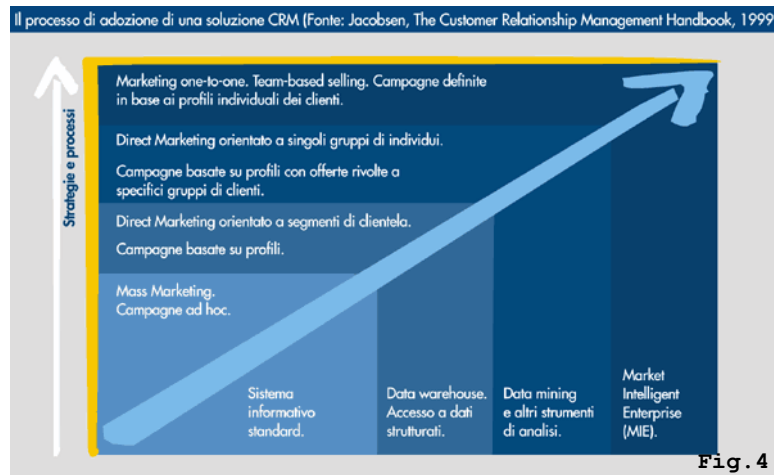 Il processo di adozione di una soluzione CRM (Fonte: Jacobsen, The Customer Relationship Management Handbook, 1999
Strategie e processi
Marketing one-to-one. Team-based selling. Campagne definite
in base ai profili individuali dei clienti.
Direct Marketing orientato a singoli gruppi di individui.
Campagne basate su profili con offerte rivolte a
specifici gruppi di clienti.
Direct Marketing orientato a segmenti di clientela.
Campagne basate su profili.
Mass Marketing.
Campagne ad hoc.
Sistema
informativo
standard.
Data warehouse.
Accesso a dati
strutturati.
Data mining
e altri strumenti
di analisi.
Market
Intelligent
Enterprise
(MIE).
Fig.4